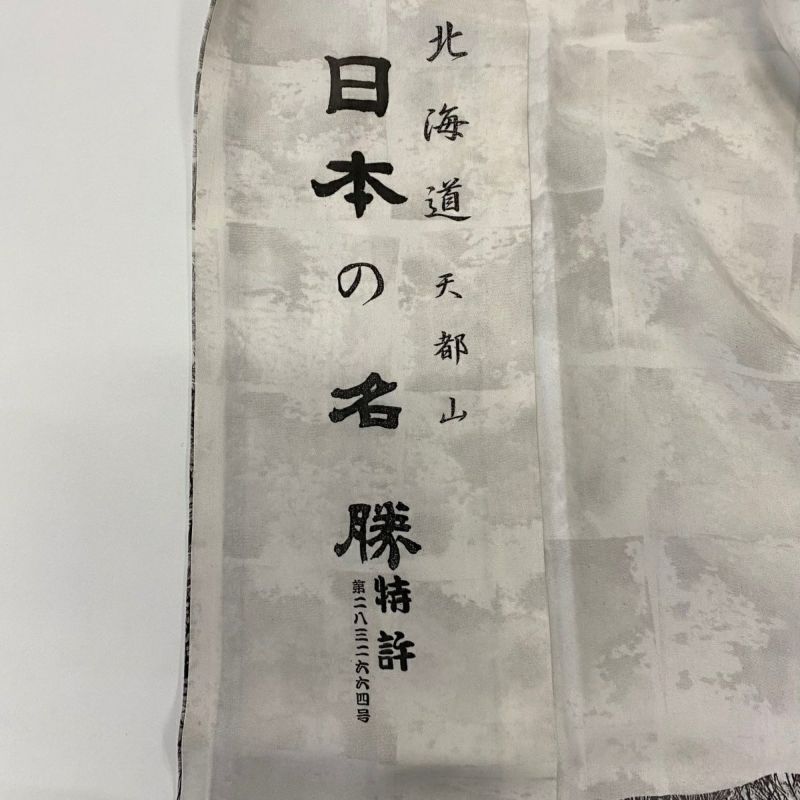 北海道 天都山
日本の名勝
特許
第二八三二六六四号